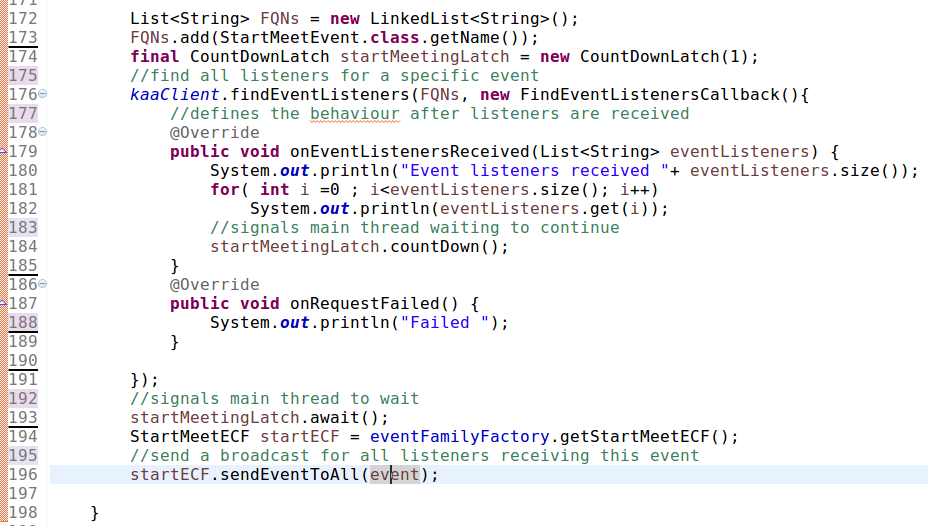 172 List<String> FQNs = new LinkedList<String>();
173 FQNs.add(StartMeetEvent.class.getName());
174 final CountDownLatch startMeetingLatch = new CountDownLatch(1);
175 //find all listeners for a specific event
176 kaaClient.findEventListeners(FQNs, new FindEventListenersCallback(){
177 //defines the behaviour after listeners are received
178 @Override
179 public void onEventListenersReceived(List<String> eventListeners) {
180 System.out.println("Event listeners received "+ eventListeners.size());
181 for( int i =0 ; i<eventListeners.size(); i++)
182 System.out.println(eventListeners.get(i));
183 //signals main thread waiting to continue
184 startMeetingLatch.countDown();
185 }
186 @Override
187 public void onRequestFailed() {
188 System.out.println("Failed ");
189 }
190
191 });
192 //signals main thread to wait
193 startMeetingLatch.await();
194 StartMeetECF startECF = eventFamilyFactory.getStartMeetECF();
195 //send a broadcast for all listeners receiving this event
196 startECF.sendEventToAll(event);
197
198 }